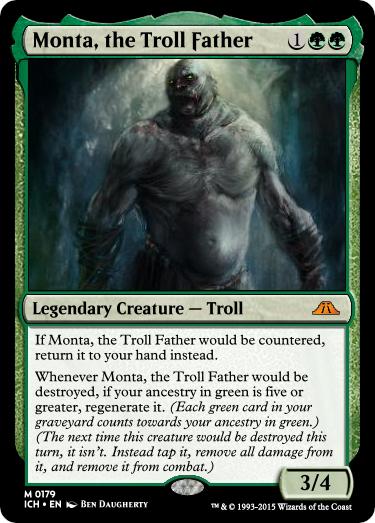 Monta, the Troll Father 1
Legendary Creature — Troll
If Monta, the Troll Father would be countered,
return it to your hand instead.
Whenever Monta, the Troll Father would be
destroyed, if your ancestry in green is five or
greater, regenerate it. (Each green card in your
graveyard counts towards your ancestry in green.)
(The next time this creature would be destroyed this
turn, it isn't. Instead tap it, remove all damage from
it, and remove it from combat.)
3/4
M 0179
ICH • EN Ben Daugherty
™ & © 1993-2015 Wizards of the Coast